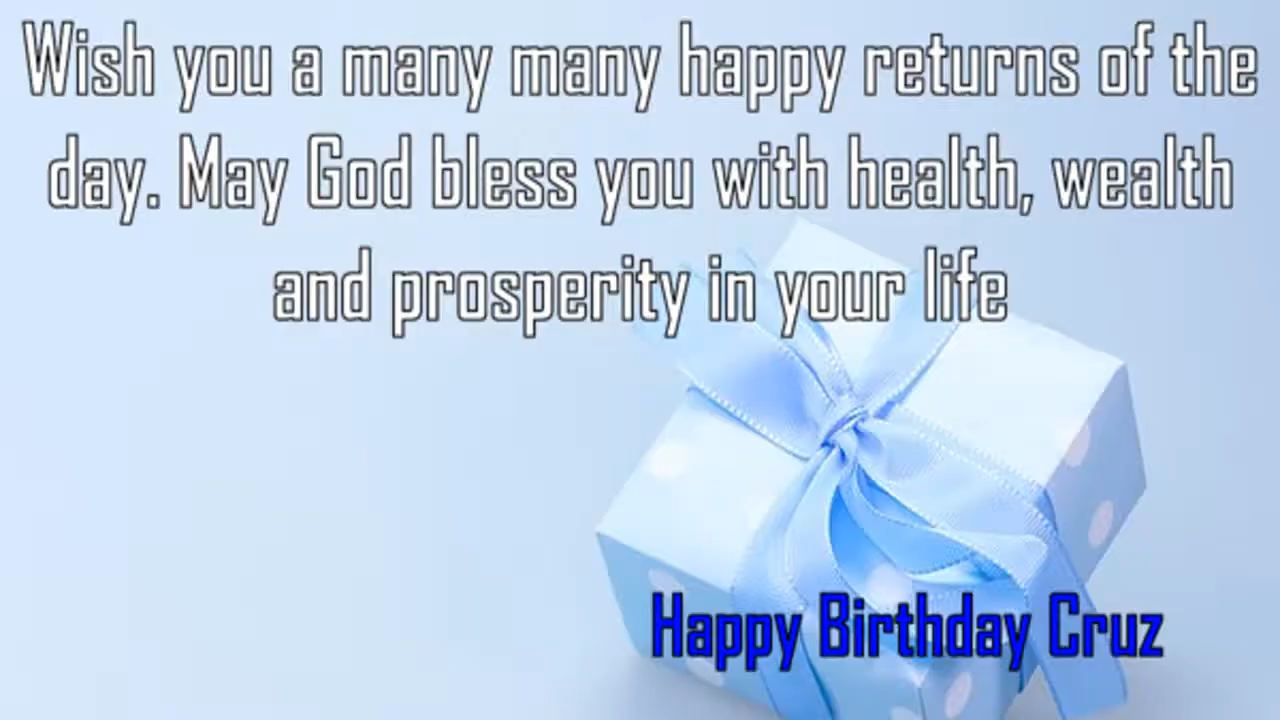 Wish you a many many happy returns of the
day. May God bless you with health, wealth
and prosperity in your life
Happy Birthday Cruz